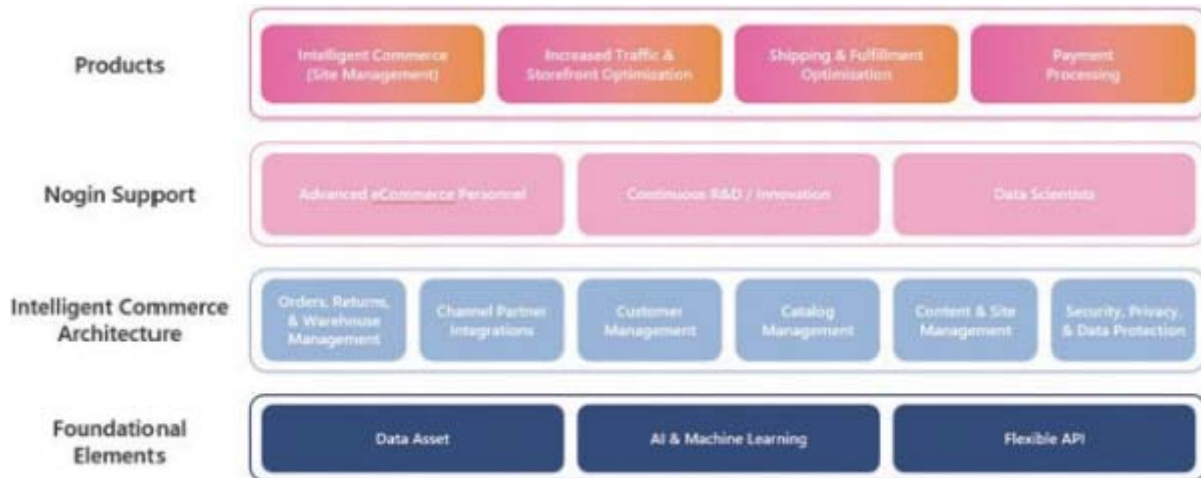 Products
Intelligent Commerce
(Site Management)
Increased Traffic &
Storefront Optimization
Shipping & Fulfillment
Optimization
Payment
Processing
Nogin Support
Advanced eCommerce Personnel
Continuous R&D / Innovation
Data Scientists
Intelligent Commerce
Architecture
Orders, Returns,
& Warehouse
Management
Channel Partner
Integrations
Customer
Management
Catalog
Management
Content & Site
Management
Security, Privacy,
& Data Protection
Foundational
Elements
Data Asset
AI & Machine Learning
Flexible API